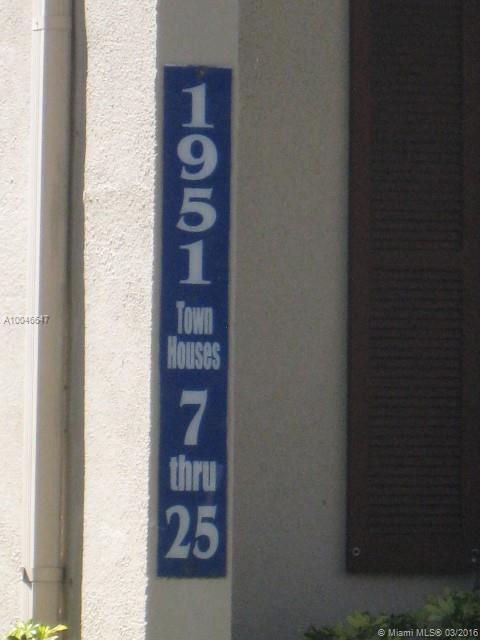 1
9
5
1
Town
Houses
7
thru
25
A10046647
©Miami MLS® 03/2016